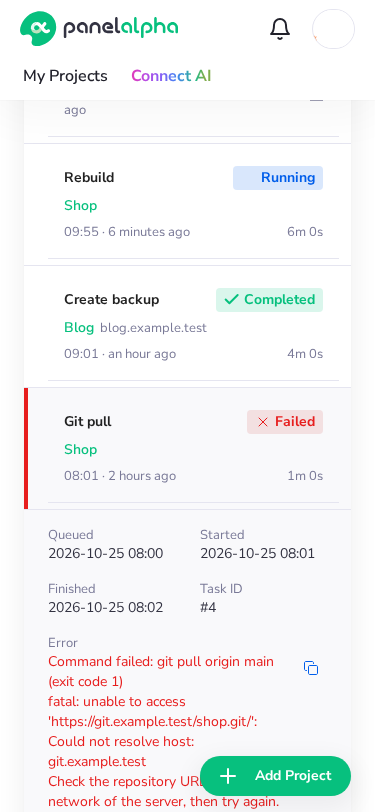 panelalpha
My Projects Connect AI
ago
Rebuild Running
Shop
09:55 · 6 minutes ago 6m 0s
Create backup Completed
Blog blog.example.test
09:01 · an hour ago 4m 0s
Git pull Failed
Shop
08:01 · 2 hours ago 1m 0s
Queued Started
2026-10-25 08:00 2026-10-25 08:01
Finished Task ID
2026-10-25 08:02 #4
Error
Command failed: git pull origin main
(exit code 1)
fatal: unable to access
'https://git.example.test/shop.git/':
Could not resolve host:
git.example.test
Check the repository
network of the server, then try again.
Add Project